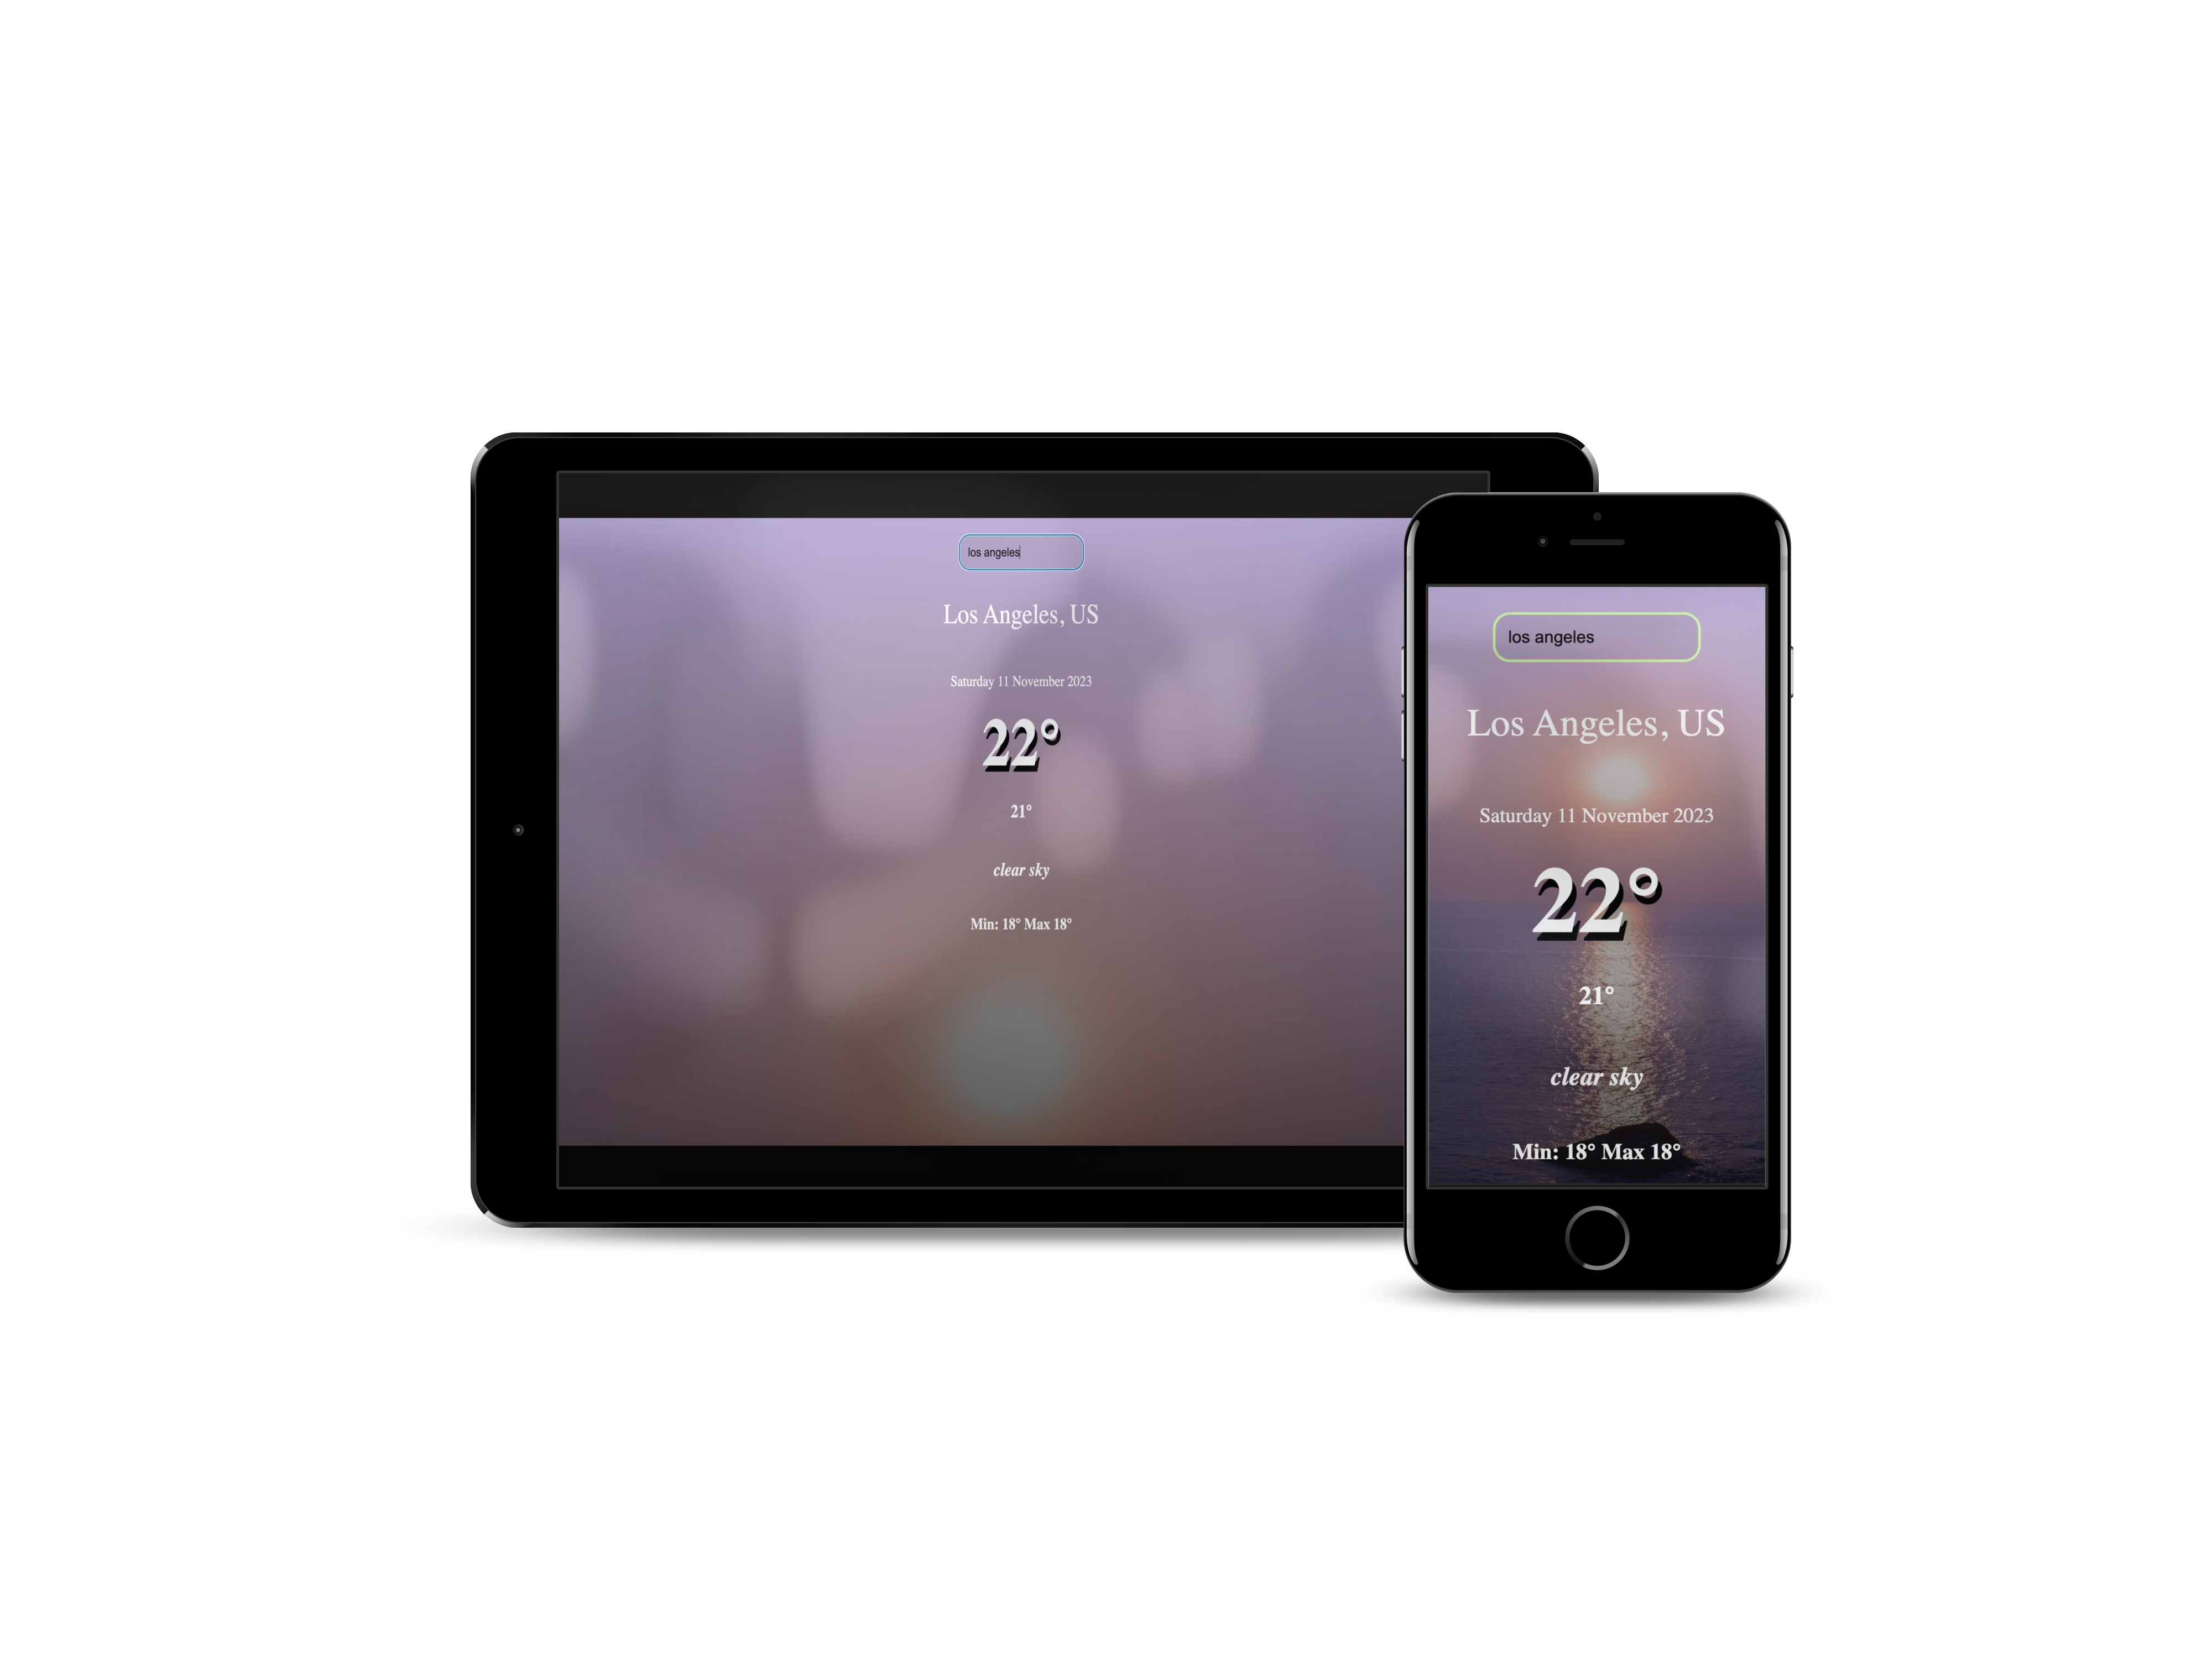 los angeles
Los Angeles, US
Saturday 11 November 2023
22°
21°
clear sky
Min: 18° Max 18°
los angeles
Los Angeles, US
Saturday 11 November 2023
22°
21°
clear sky
Min: 18° Max 18°